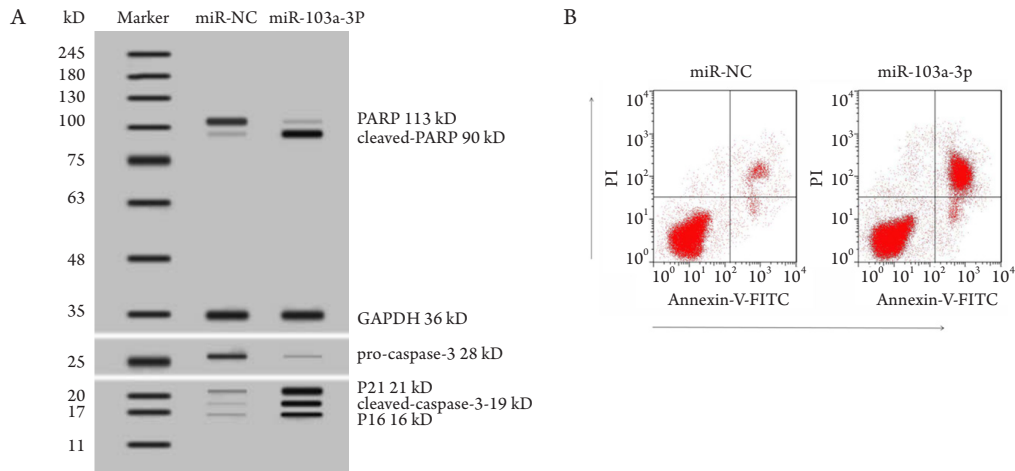 A
kD Marker miR-NC miR-103a-3P
245
180
130
100
75
63
48
35
25
20
17
11
PARP 113 kD
cleaved-PARP 90 kD
GAPDH 36 kD
pro-caspase-3 28 kD
P21 21 kD
cleaved-caspase-3-19 kD
P16 16 kD
B
miR-NC
PI
10⁴
10³
10²
10¹
10⁰
10⁰ 10¹ 10² 10³ 10⁴
Annexin-V-FITC
miR-103a-3p
PI
10⁴
10³
10²
10¹
10⁰
10⁰ 10¹ 10² 10³ 10⁴
Annexin-V-FITC